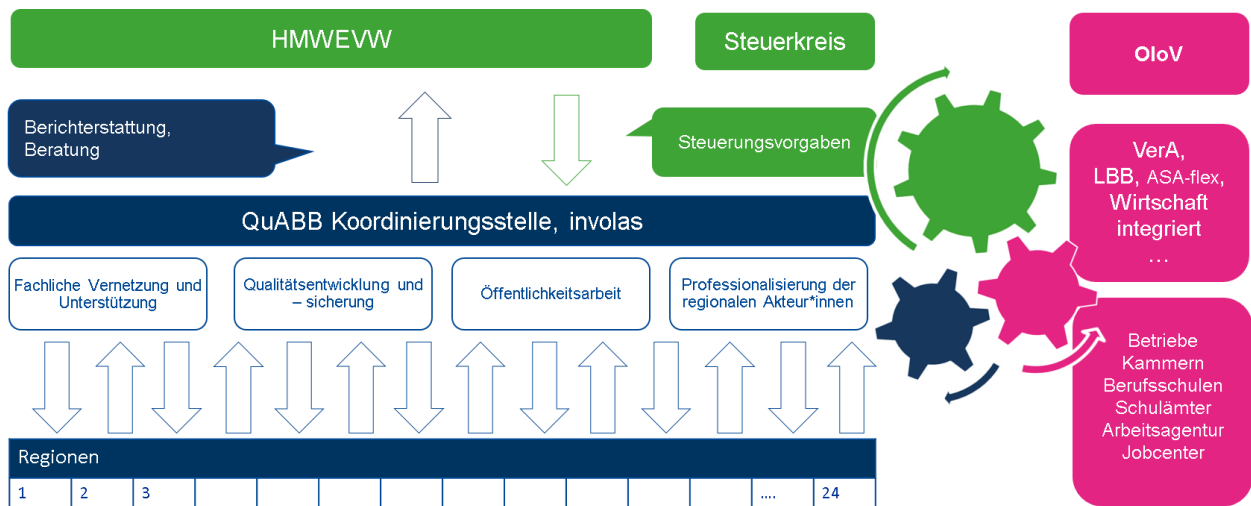 HMWEVW
Steuerkreis
OloV
Berichterstattung,
Beratung
Steuerungsvorgaben
VerA,
LBB, ASA-flex,
Wirtschaft
integriert
...
QuABB Koordinierungsstelle, involas
Fachliche Vernetzung und
Unterstützung
Qualitätsentwicklung und
– sicherung
Öffentlichkeitsarbeit
Professionalisierung der
regionalen Akteur*innen
Betriebe
Kammern
Berufsschulen
Schulämter
Arbeitsagentur
Jobcenter
Regionen
1 2 3 .... 24